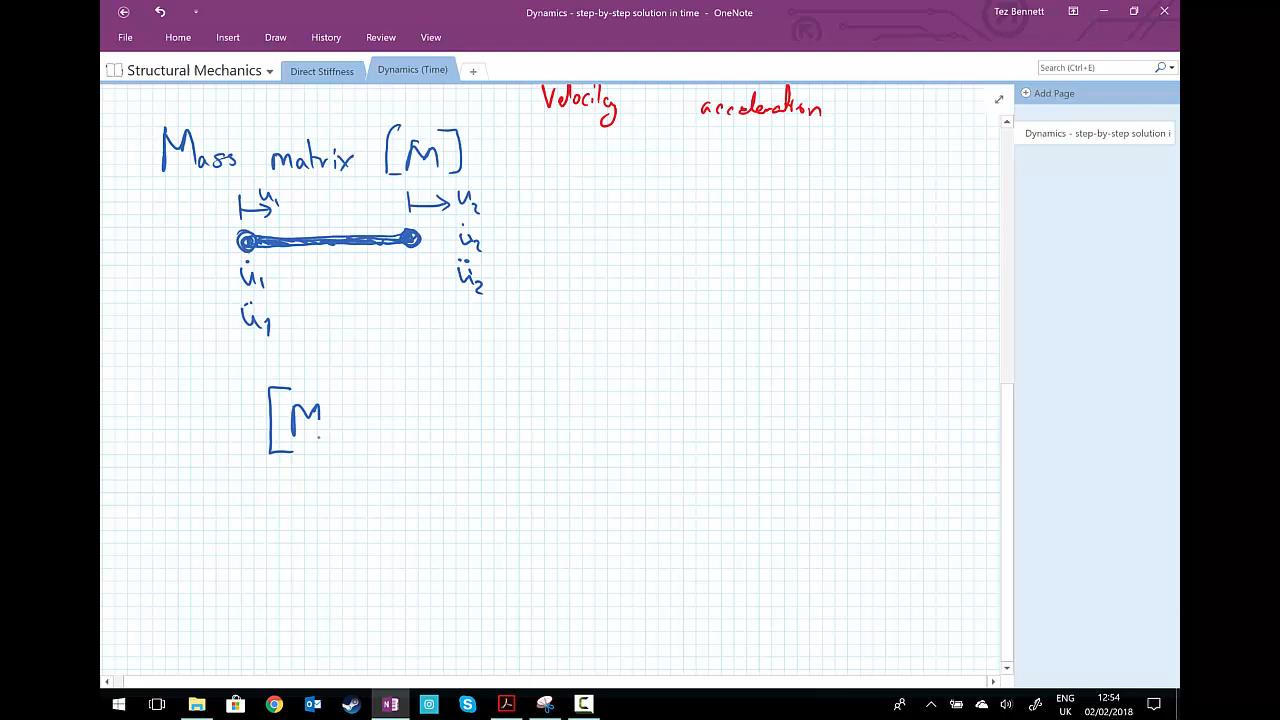 Dynamics - step-by-step solution in time - OneNote
Tez Bennett
File Home Insert Draw History Review View
Structural Mechanics
Direct Stiffness
Dynamics (Time)
Search (Ctrl+E)
Add Page
Dynamics - step-by-step solution i
Velocity acceleration
Mass matrix [M]
u₁ u₂
u̇₂
u̇₁ ü₂
ü₁
[M
ENG
UK
12:54
02/02/2018